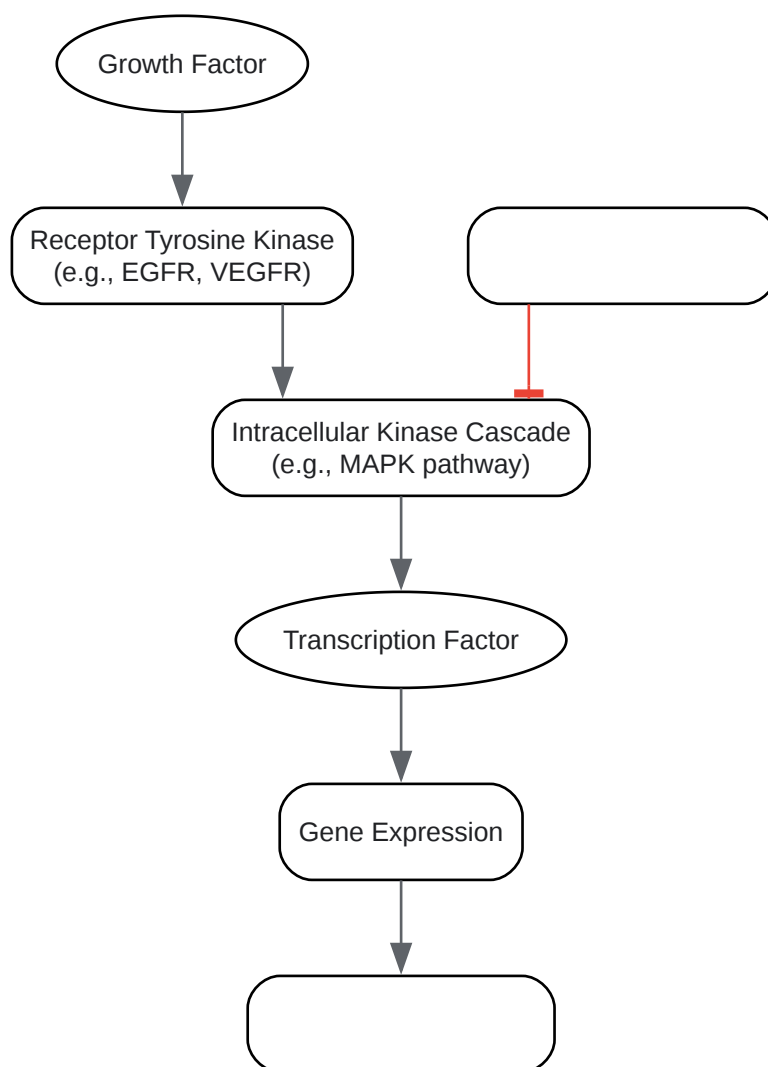 Growth Factor
Receptor Tyrosine Kinase
(e.g., EGFR, VEGFR)
Intracellular Kinase Cascade
(e.g., MAPK pathway)
Transcription Factor
Gene Expression